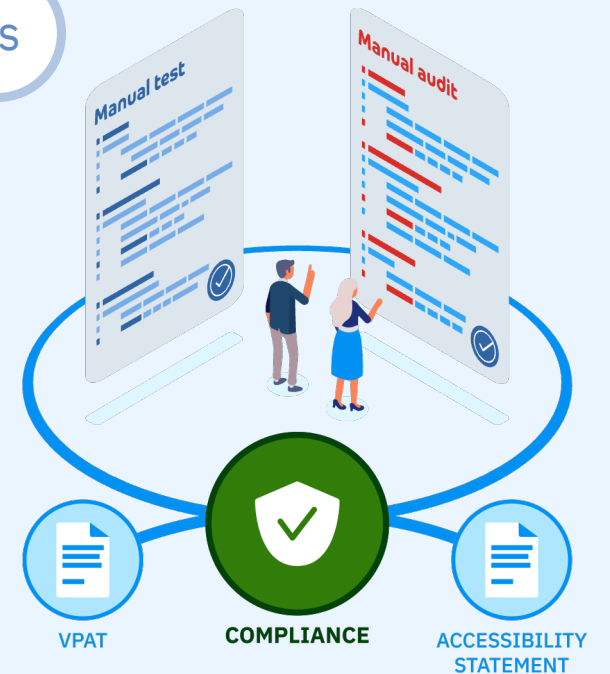 S
Manual test
Manual audit
VPAT
COMPLIANCE
ACCESSIBILITY
STATEMENT